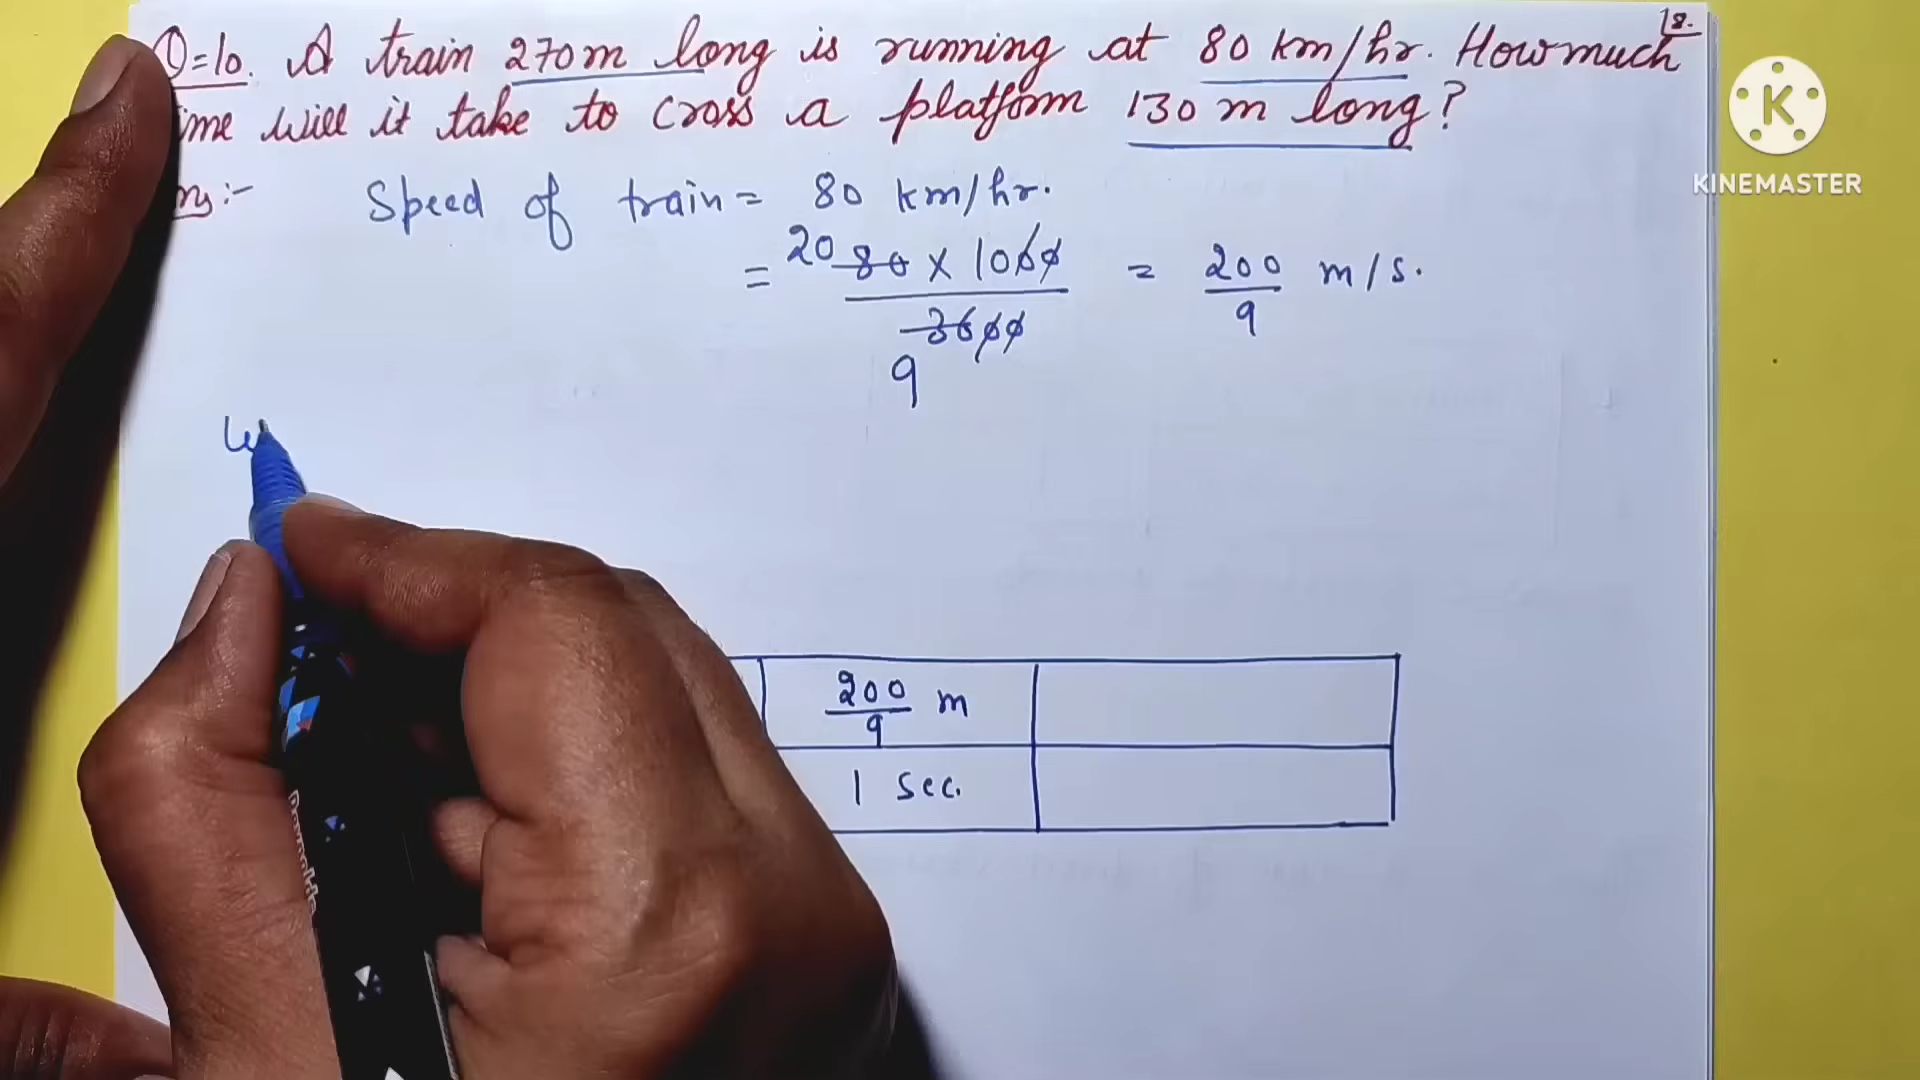 18.
Q=10. A train 270m long is running at 80 km/hr. How much
ime will it take to cross a platform 130 m long?
Speed of train = 80 km/hr.
= 20 80 x 1000 / 3600 9 = 200/9 m/s.
200/9 m
1 sec.
K
KINEMASTER